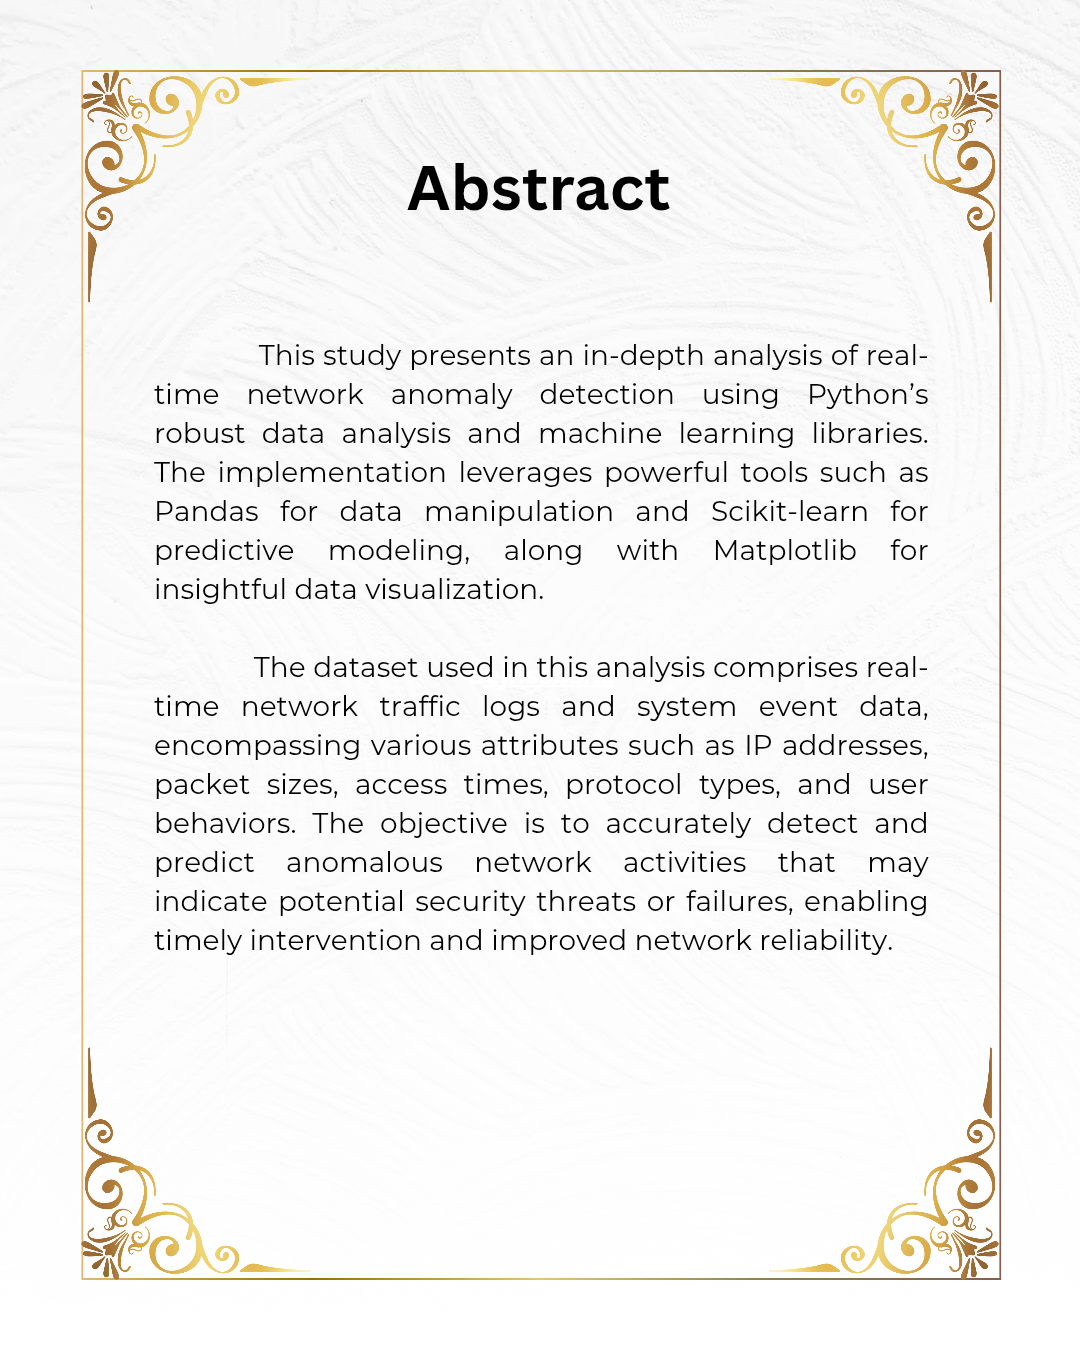 Abstract
This study presents an in-depth analysis of real-
time network anomaly detection using Python’s
robust data analysis and machine learning libraries.
The implementation leverages powerful tools such as
Pandas for data manipulation and Scikit-learn for
predictive modeling, along with Matplotlib for
insightful data visualization.
The dataset used in this analysis comprises real-
time network traffic logs and system event data,
encompassing various attributes such as IP addresses,
packet sizes, access times, protocol types, and user
behaviors. The objective is to accurately detect and
predict anomalous network activities that may
indicate potential security threats or failures, enabling
timely intervention and improved network reliability.